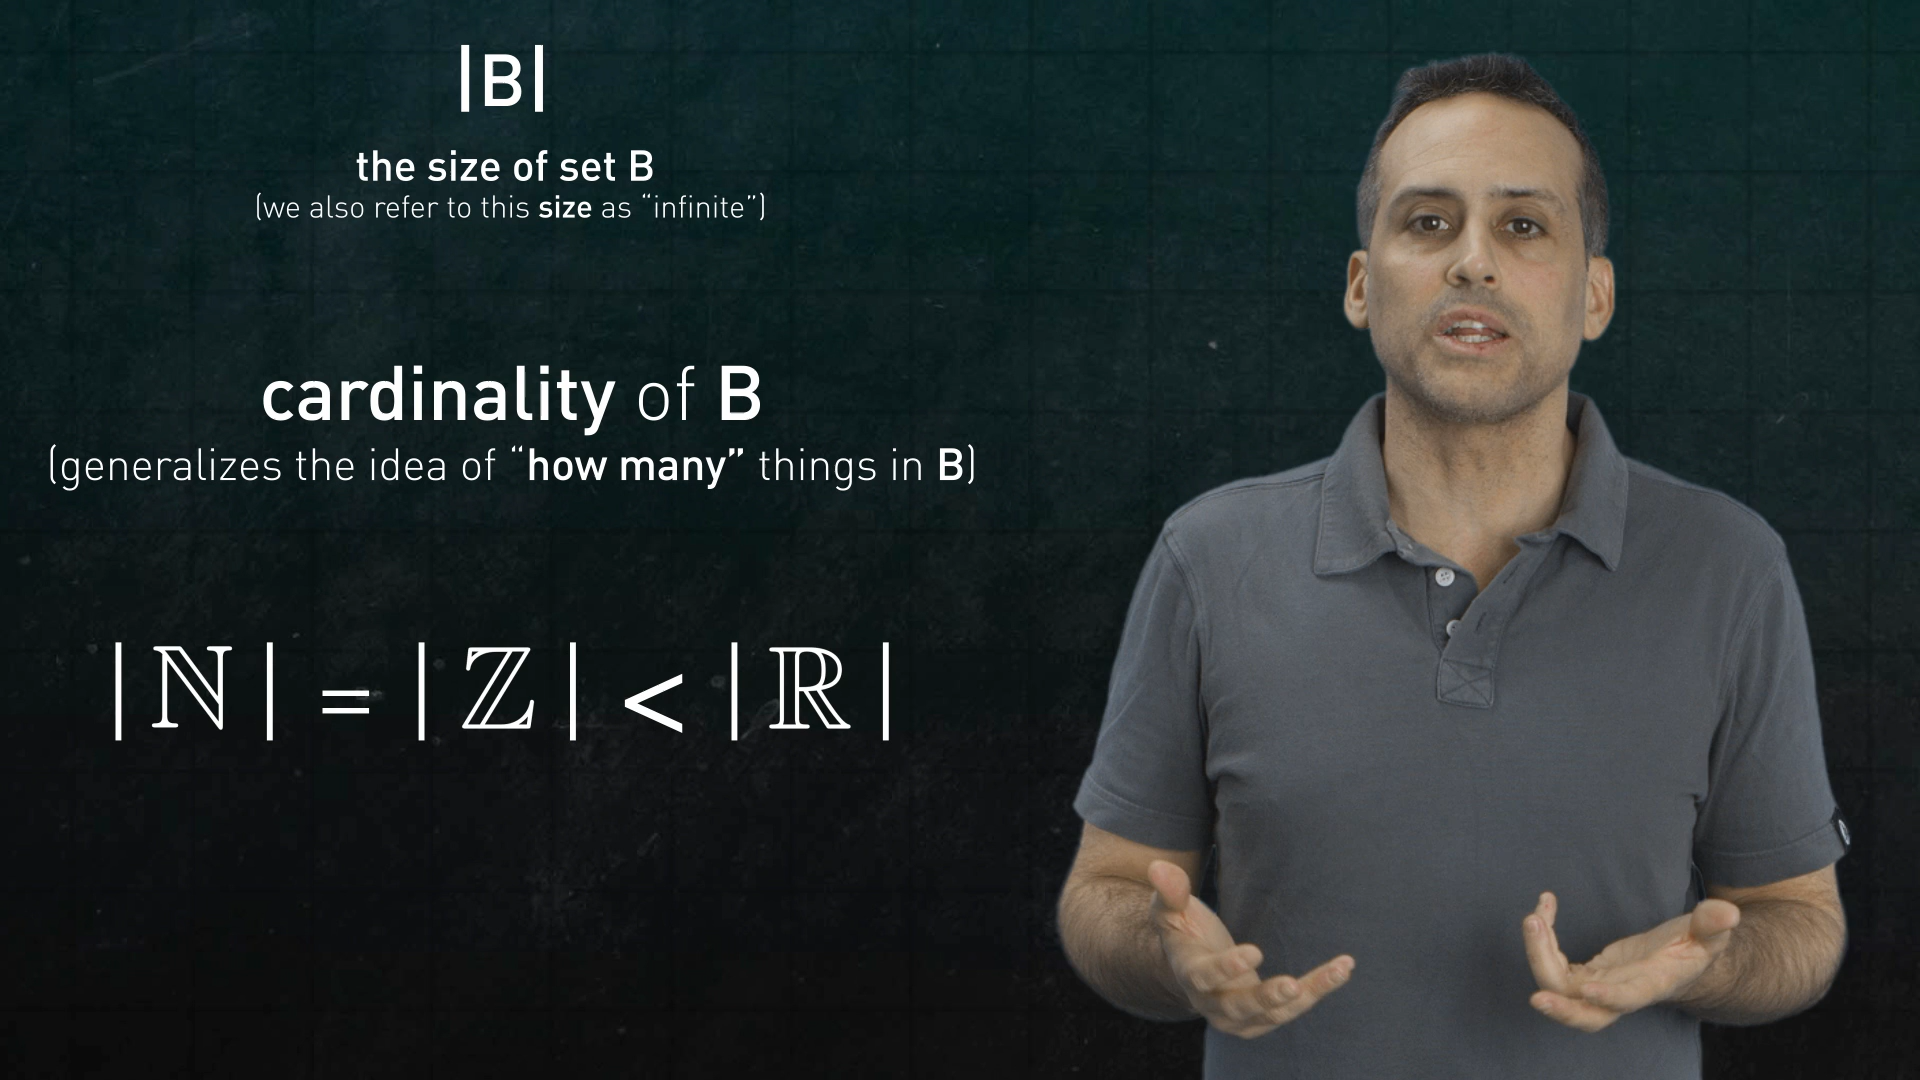 |B|
the size of set B
(we also refer to this size as “infinite”)
cardinality of B
(generalizes the idea of “how many” things in B)
|ℕ| = |ℤ| < |ℝ|